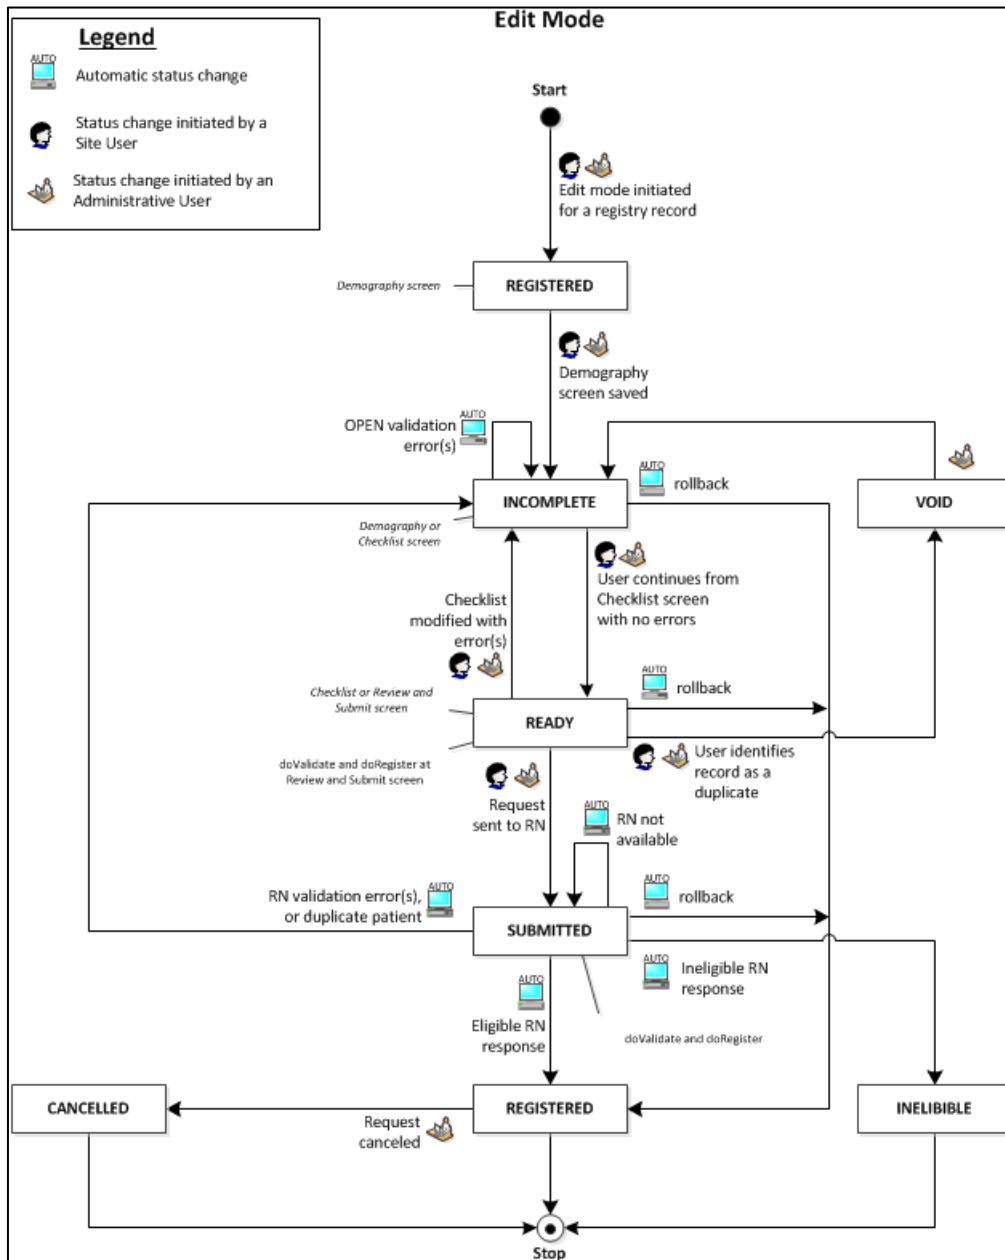 Edit Mode
Legend
AUTO
Automatic status change
Status change initiated by a
Site User
Status change initiated by an
Administrative User
Start
Edit mode initiated
for a registry record
Demography screen
REGISTERED
Demography
screen saved
OPEN validation
error(s)
AUTO
AUTO
rollback
INCOMPLETE
VOID
Demography or
Checklist screen
User continues from
Checklist screen
with no errors
Checklist
modified with
error(s)
AUTO
rollback
Checklist or Review and
Submit screen
READY
doValidate and doRegister at
Review and Submit screen
User identifies
record as a
duplicate
Request
sent to RN
AUTO
RN not
available
RN validation error(s),
or duplicate patient
AUTO
AUTO
rollback
SUBMITTED
AUTO
Ineligible RN
response
AUTO
Eligible RN
response
doValidate and doRegister
CANCELLED
REGISTERED
INELIBIBLE
Request
canceled
Stop